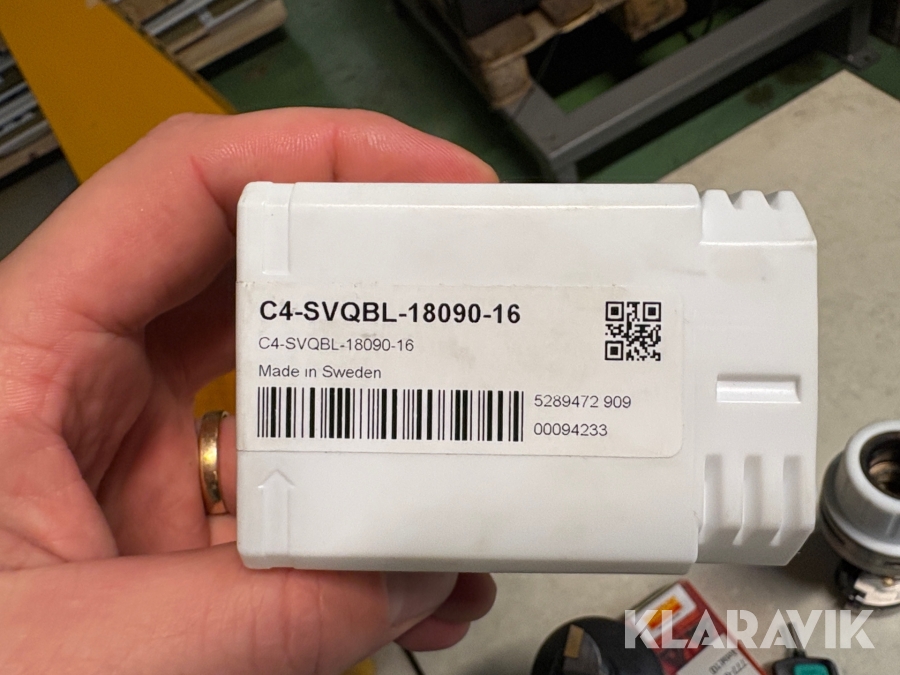 C4-SVQBL-18090-16
C4-SVQBL-18090-16
Made in Sweden
5289472 909
00094233
KLARAVIK